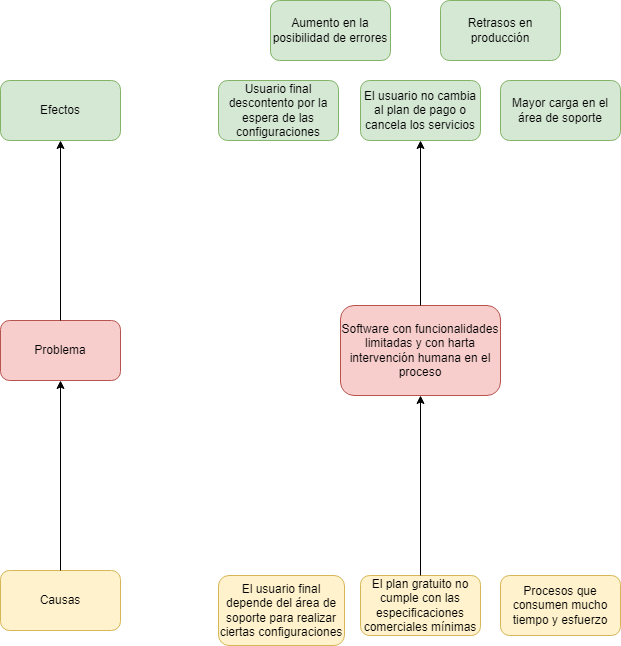 Aumento en la
posibilidad de errores
Retrasos en
producción
Efectos
Usuario final
descontento por la
espera de las
configuraciones
El usuario no cambia
al plan de pago o
cancela los servicios
Mayor carga en el
área de soporte
Problema
Software con funcionalidades
limitadas y con harta
intervención humana en el
proceso
Causas
El usuario final
depende del área de
soporte para realizar
ciertas configuraciones
El plan gratuito no
cumple con las
especificaciones
comerciales mínimas
Procesos que
consumen mucho
tiempo y esfuerzo